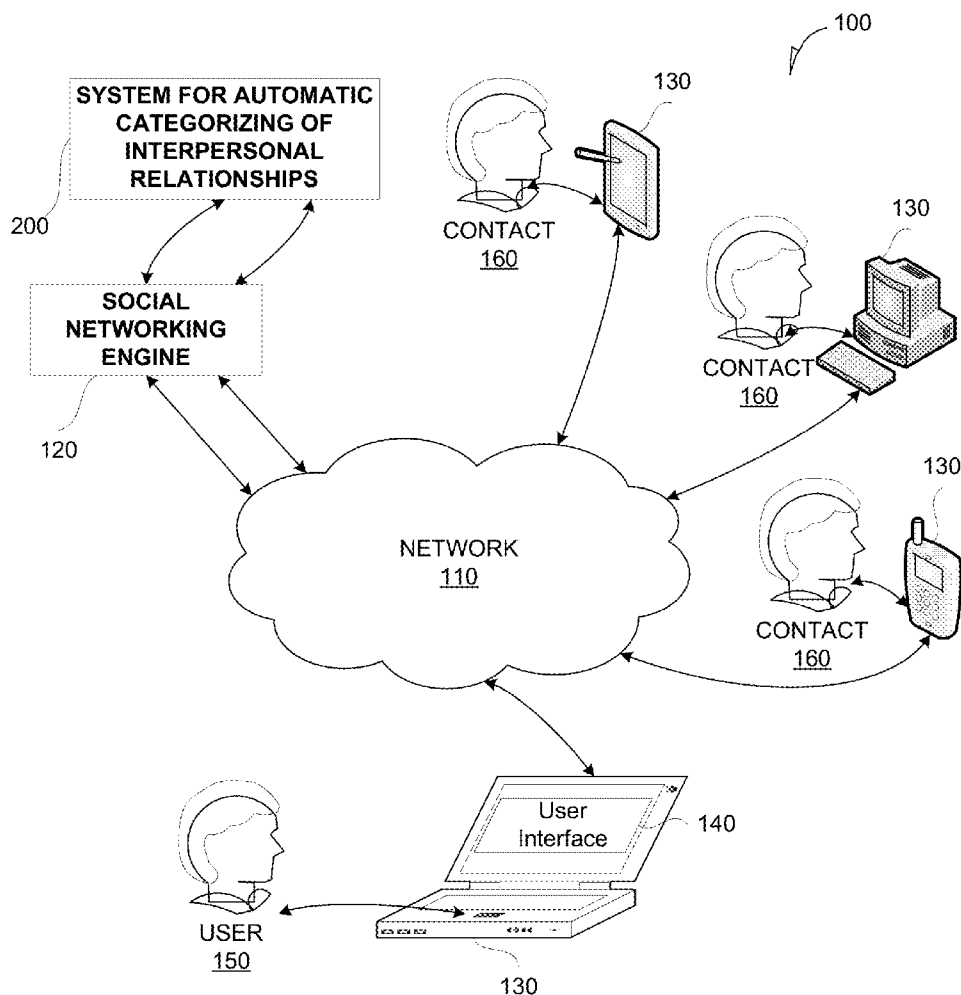 100
SYSTEM FOR AUTOMATIC
CATEGORIZING OF
INTERPERSONAL
RELATIONSHIPS
200
130
CONTACT
160
130
SOCIAL
NETWORKING
ENGINE
120
CONTACT
160
130
NETWORK
110
CONTACT
160
User
Interface
140
USER
150
130